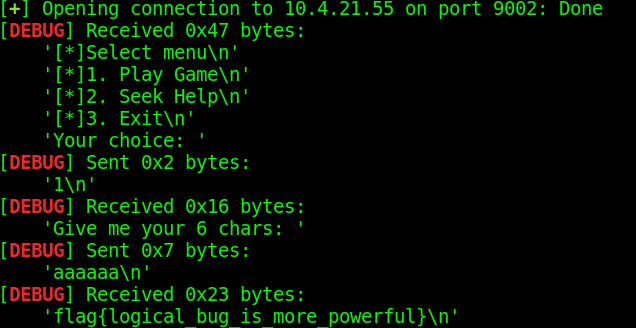 [+] Opening connection to 10.4.21.55 on port 9002: Done
[DEBUG] Received 0x47 bytes:
    '[*]Select menu\n'
    '[*]1. Play Game\n'
    '[*]2. Seek Help\n'
    '[*]3. Exit\n'
    'Your choice: '
[DEBUG] Sent 0x2 bytes:
    '1\n'
[DEBUG] Received 0x16 bytes:
    'Give me your 6 chars: '
[DEBUG] Sent 0x7 bytes:
    'aaaaaa\n'
[DEBUG] Received 0x23 bytes:
    'flag{logical_bug_is_more_powerful}\n'